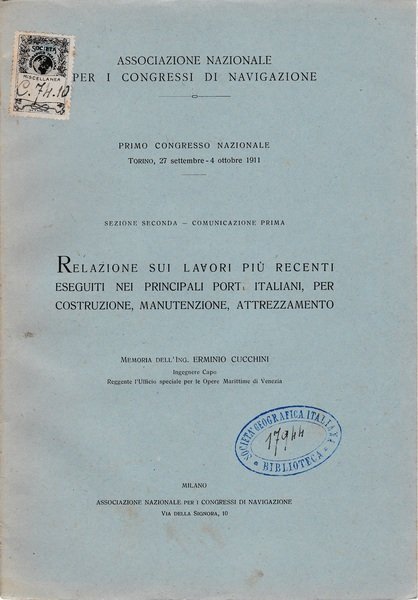 SOCIETÀ
MISCELLANEA
C. 74.10
ASSOCIAZIONE NAZIONALE
PER I CONGRESSI DI NAVIGAZIONE
PRIMO CONGRESSO NAZIONALE
TORINO, 27 settembre - 4 ottobre 1911
SEZIONE SECONDA — COMUNICAZIONE PRIMA
RELAZIONE SUI LAVORI PIÙ RECENTI
ESEGUITI NEI PRINCIPALI PORTI ITALIANI, PER
COSTRUZIONE, MANUTENZIONE, ATTREZZAMENTO
MEMORIA DELL'ING. ERMINIO CUCCHINI
Ingegnere Capo
Reggente l'Ufficio speciale per le Opere Marittime di Venezia
SOCIETÀ GEOGRAFICA ITALIANA
17944
BIBLIOTECA
MILANO
ASSOCIAZIONE NAZIONALE PER I CONGRESSI DI NAVIGAZIONE
VIA DELLA SIGNORA, 10